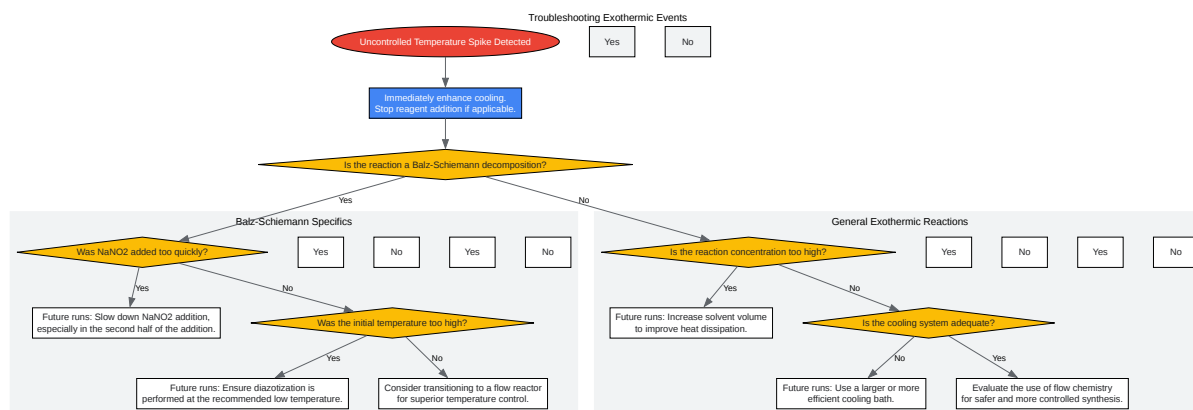 Troubleshooting Exothermic Events
Uncontrolled Temperature Spike Detected
Yes
No
Immediately enhance cooling.
Stop reagent addition if applicable.
Is the reaction a Balz-Schiemann decomposition?
Yes
No
Balz-Schiemann Specifics
Was NaNO2 added too quickly?
Yes
No
Yes
No
Yes
No
Future runs: Slow down NaNO2 addition,
especially in the second half of the addition.
Was the initial temperature too high?
Yes
No
Future runs: Ensure diazotization is
performed at the recommended low temperature.
Consider transitioning to a flow reactor
for superior temperature control.
General Exothermic Reactions
Is the reaction concentration too high?
Yes
No
Yes
No
Yes
No
Future runs: Increase solvent volume
to improve heat dissipation.
Is the cooling system adequate?
No
Yes
Future runs: Use a larger or more
efficient cooling bath.
Evaluate the use of flow chemistry
for safer and more controlled synthesis.